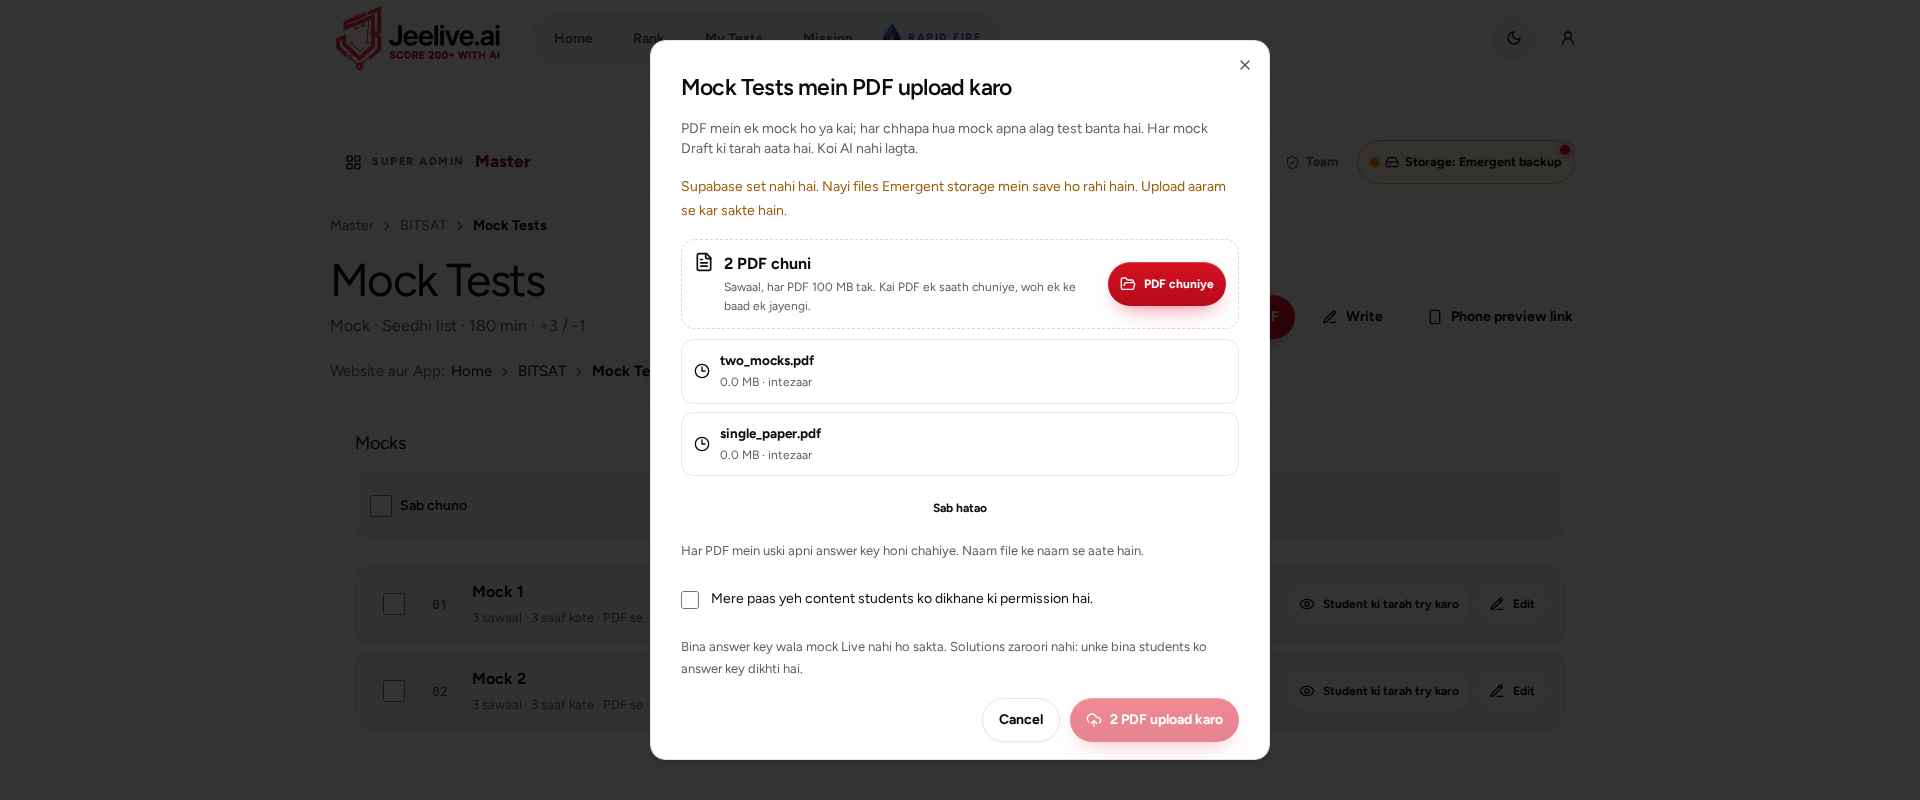 Jeelive.ai
SCORE 200+ WITH AI
Home
Rank
My Tests
Mission
RAPID FIRE
SUPER ADMIN Master
Team
Storage: Emergent backup
Master > BITSAT > Mock Tests
Mock Tests
Mock · Seedhi list · 180 min · +3 / -1
Write
Phone preview link
Website aur App: Home > BITSAT > Mock Te
Mocks
Sab chuno
01 Mock 1
3 sawaal · 3 saaf kate · PDF se ·
Student ki tarah try karo
Edit
02 Mock 2
3 sawaal · 3 saaf kate · PDF se ·
Student ki tarah try karo
Edit
Mock Tests mein PDF upload karo
PDF mein ek mock ho ya kai; har chhapa hua mock apna alag test banta hai. Har mock
Draft ki tarah aata hai. Koi AI nahi lagta.
Supabase set nahi hai. Nayi files Emergent storage mein save ho rahi hain. Upload aaram
se kar sakte hain.
2 PDF chuni
Sawaal, har PDF 100 MB tak. Kai PDF ek saath chuniye, woh ek ke
baad ek jayengi.
PDF chuniye
two_mocks.pdf
0.0 MB · intezaar
single_paper.pdf
0.0 MB · intezaar
Sab hatao
Har PDF mein uski apni answer key honi chahiye. Naam file ke naam se aate hain.
Mere paas yeh content students ko dikhane ki permission hai.
Bina answer key wala mock Live nahi ho sakta. Solutions zaroori nahi: unke bina students ko
answer key dikhti hai.
Cancel
2 PDF upload karo